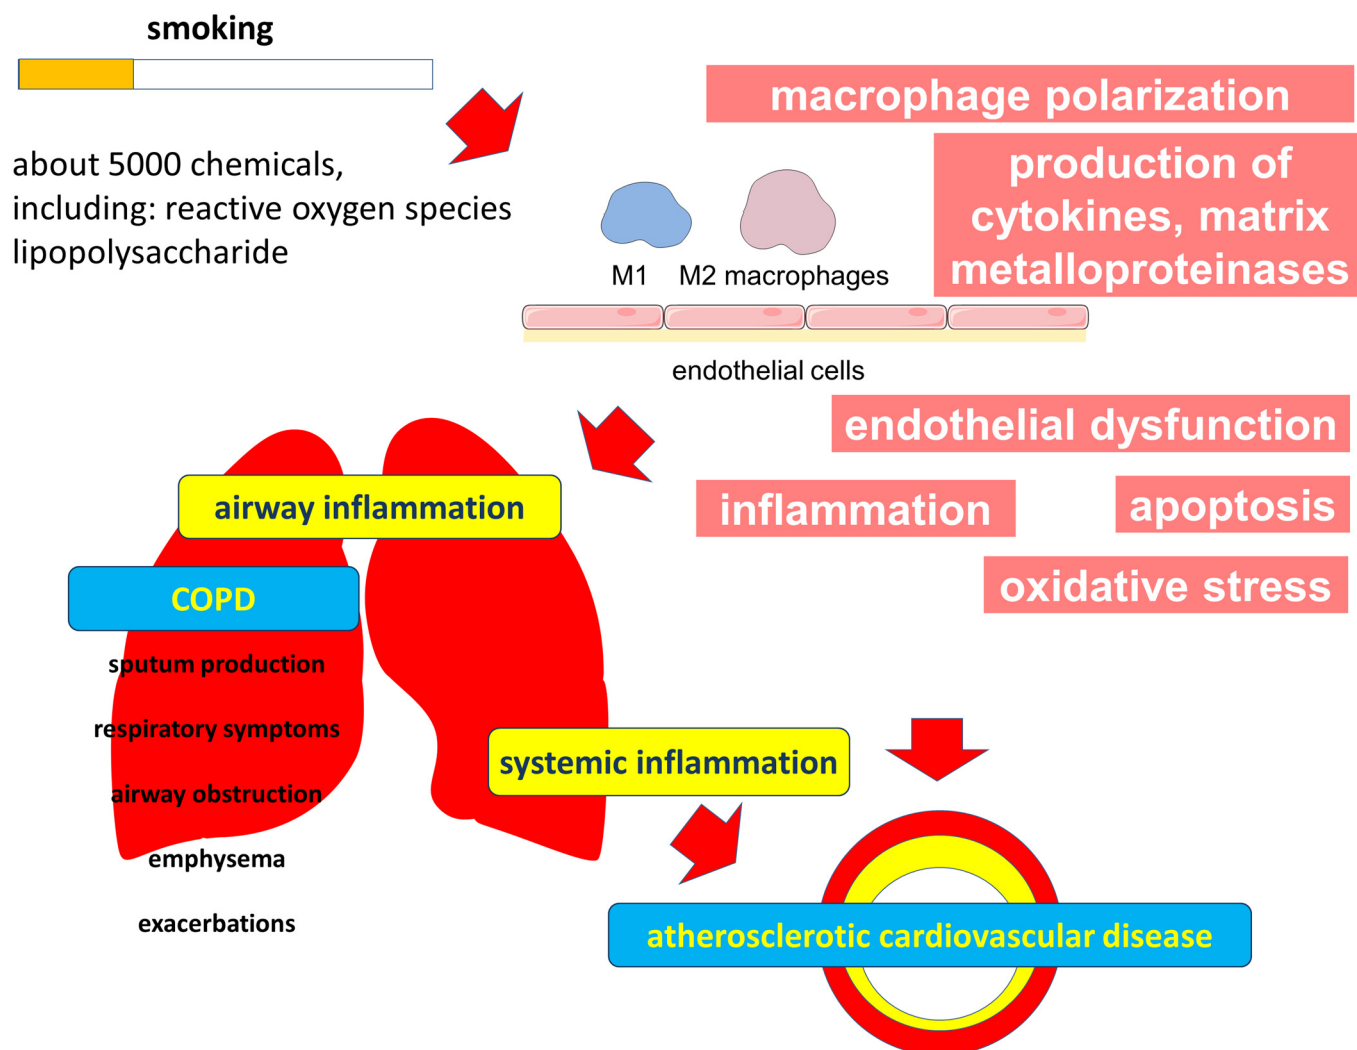 smoking
about 5000 chemicals,
including: reactive oxygen species
lipopolysaccharide
macrophage polarization
production of
cytokines, matrix
metalloproteinases
M1
M2 macrophages
endothelial cells
endothelial dysfunction
inflammation
apoptosis
oxidative stress
airway inflammation
COPD
sputum production
respiratory symptoms
airway obstruction
emphysema
exacerbations
systemic inflammation
atherosclerotic cardiovascular disease